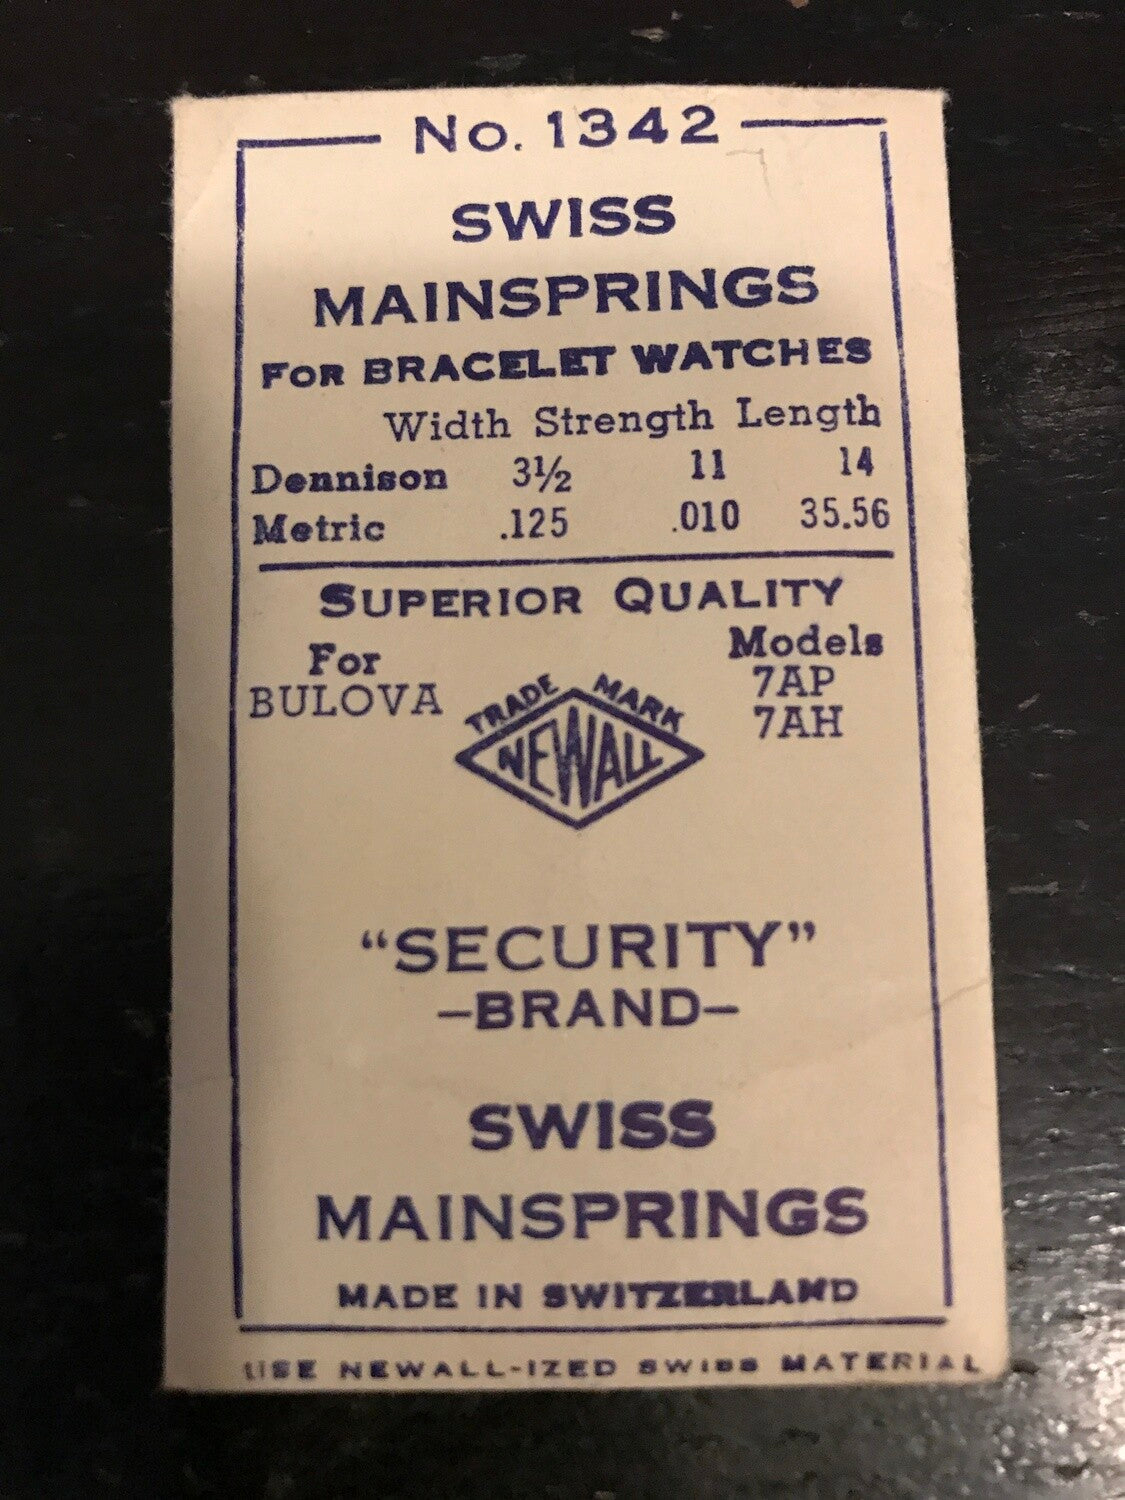 No. 1342
SWISS
MAINSPRINGS
FOR BRACELET WATCHES
Width Strength Length
Dennison 3½ 11 14
Metric .125 .010 35.56
SUPERIOR QUALITY
For
BULOVA
Models
7AP
7AH
TRADE MARK
NEWALL
“SECURITY”
–BRAND–
SWISS
MAINSPRINGS
MADE IN SWITZERLAND
USE NEWALL-IZED SWISS MATERIAL